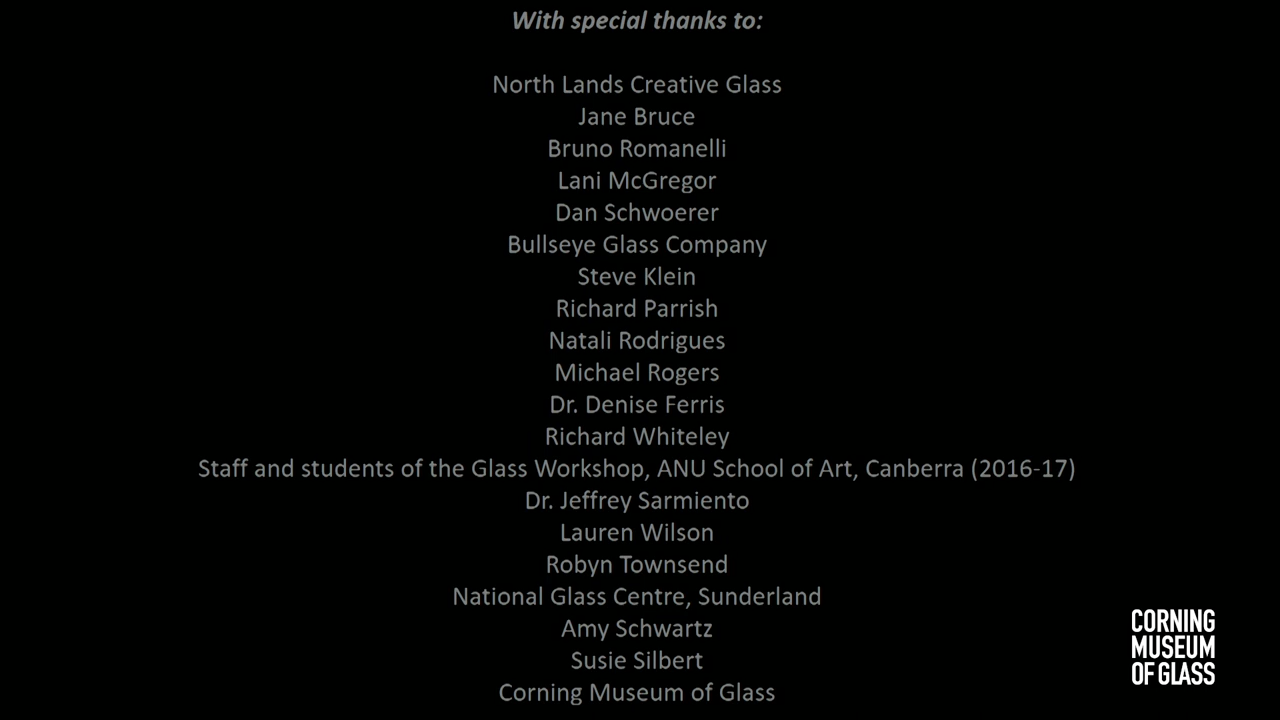 With special thanks to:
North Lands Creative Glass
Jane Bruce
Bruno Romanelli
Lani McGregor
Dan Schwoerer
Bullseye Glass Company
Steve Klein
Richard Parrish
Natali Rodrigues
Michael Rogers
Dr. Denise Ferris
Richard Whiteley
Staff and students of the Glass Workshop, ANU School of Art, Canberra (2016-17)
Dr. Jeffrey Sarmiento
Lauren Wilson
Robyn Townsend
National Glass Centre, Sunderland
Amy Schwartz
Susie Silbert
Corning Museum of Glass
CORNING
MUSEUM
OF GLASS